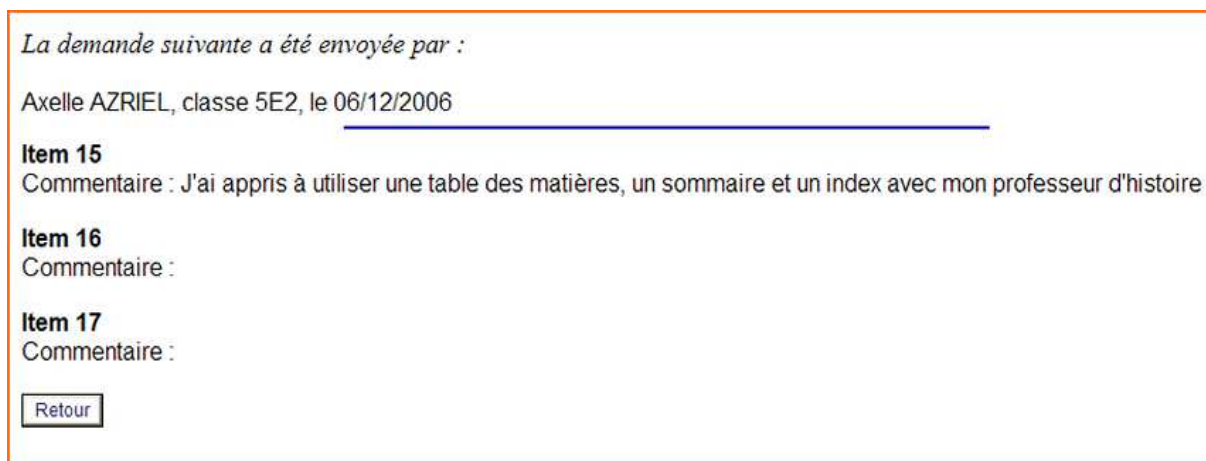 La demande suivante a été envoyée par :
Axelle AZRIEL, classe 5E2, le 06/12/2006
Item 15
Commentaire : J'ai appris à utiliser une table des matières, un sommaire et un index avec mon professeur d'histoire
Item 16
Commentaire :
Item 17
Commentaire :
Retour